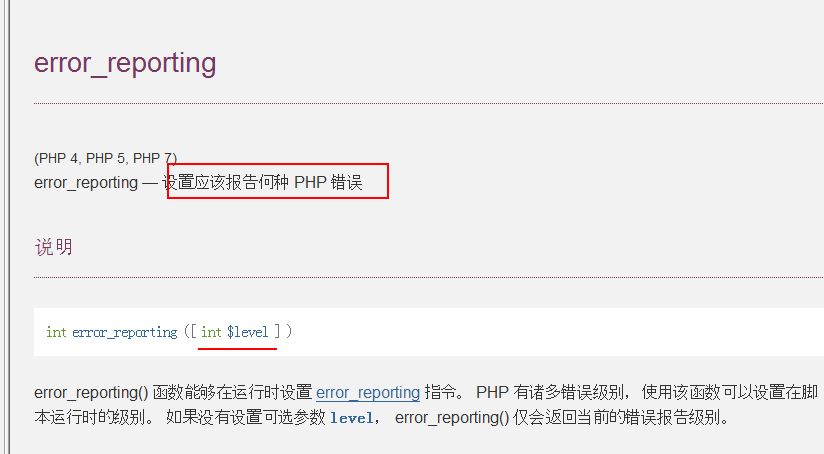 error_reporting
(PHP 4, PHP 5, PHP 7)
error_reporting — 设置应该报告何种 PHP 错误
说明
int error_reporting ([ int $level ] )
error_reporting() 函数能够在运行时设置 error_reporting 指令。 PHP 有诸多错误级别， 使用该函数可以设置在脚
本运行时的级别。 如果没有设置可选参数 level， error_reporting() 仅会返回当前的错误报告级别。